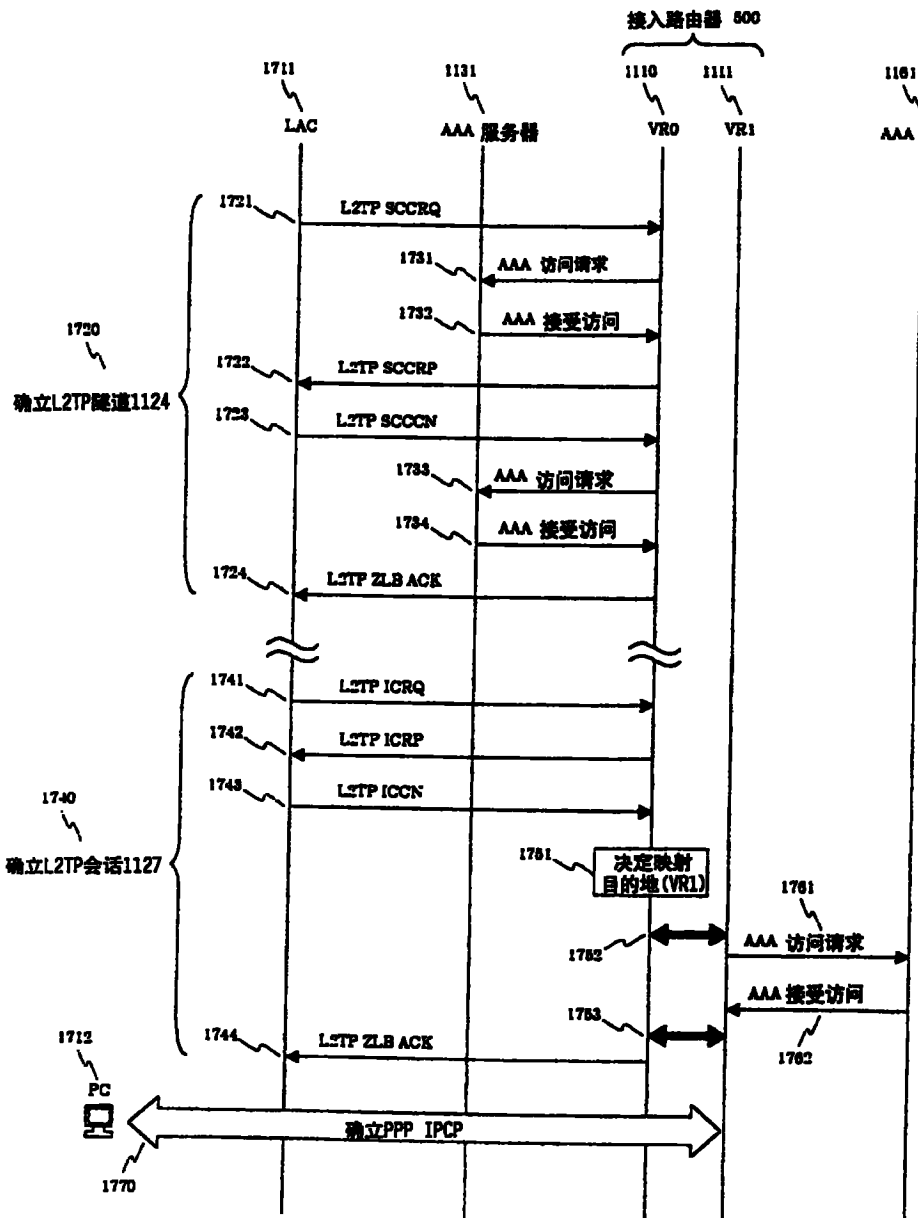 接入路由器 500
1711
1131
1110
1111
1161
LAC
AAA 服务器
VR0
VR1
AAA
1721
L2TP SCCRQ
1731
AAA 访问请求
1732
AAA 接受访问
1720
确立L2TP隧道1124
1722
L2TP SCCRP
1723
L2TP SCCCN
1733
AAA 访问请求
1734
AAA 接受访问
1724
L2TP ZLB ACK
1741
L2TP ICRQ
1742
L2TP ICRP
1743
L2TP ICCN
1740
确立L2TP会话1127
1751
决定映射
目的地(VR1)
1761
1752
AAA 访问请求
1753
AAA 接受访问
1762
1744
L2TP ZLB ACK
1712
PC
确立PPP IPCP
1770